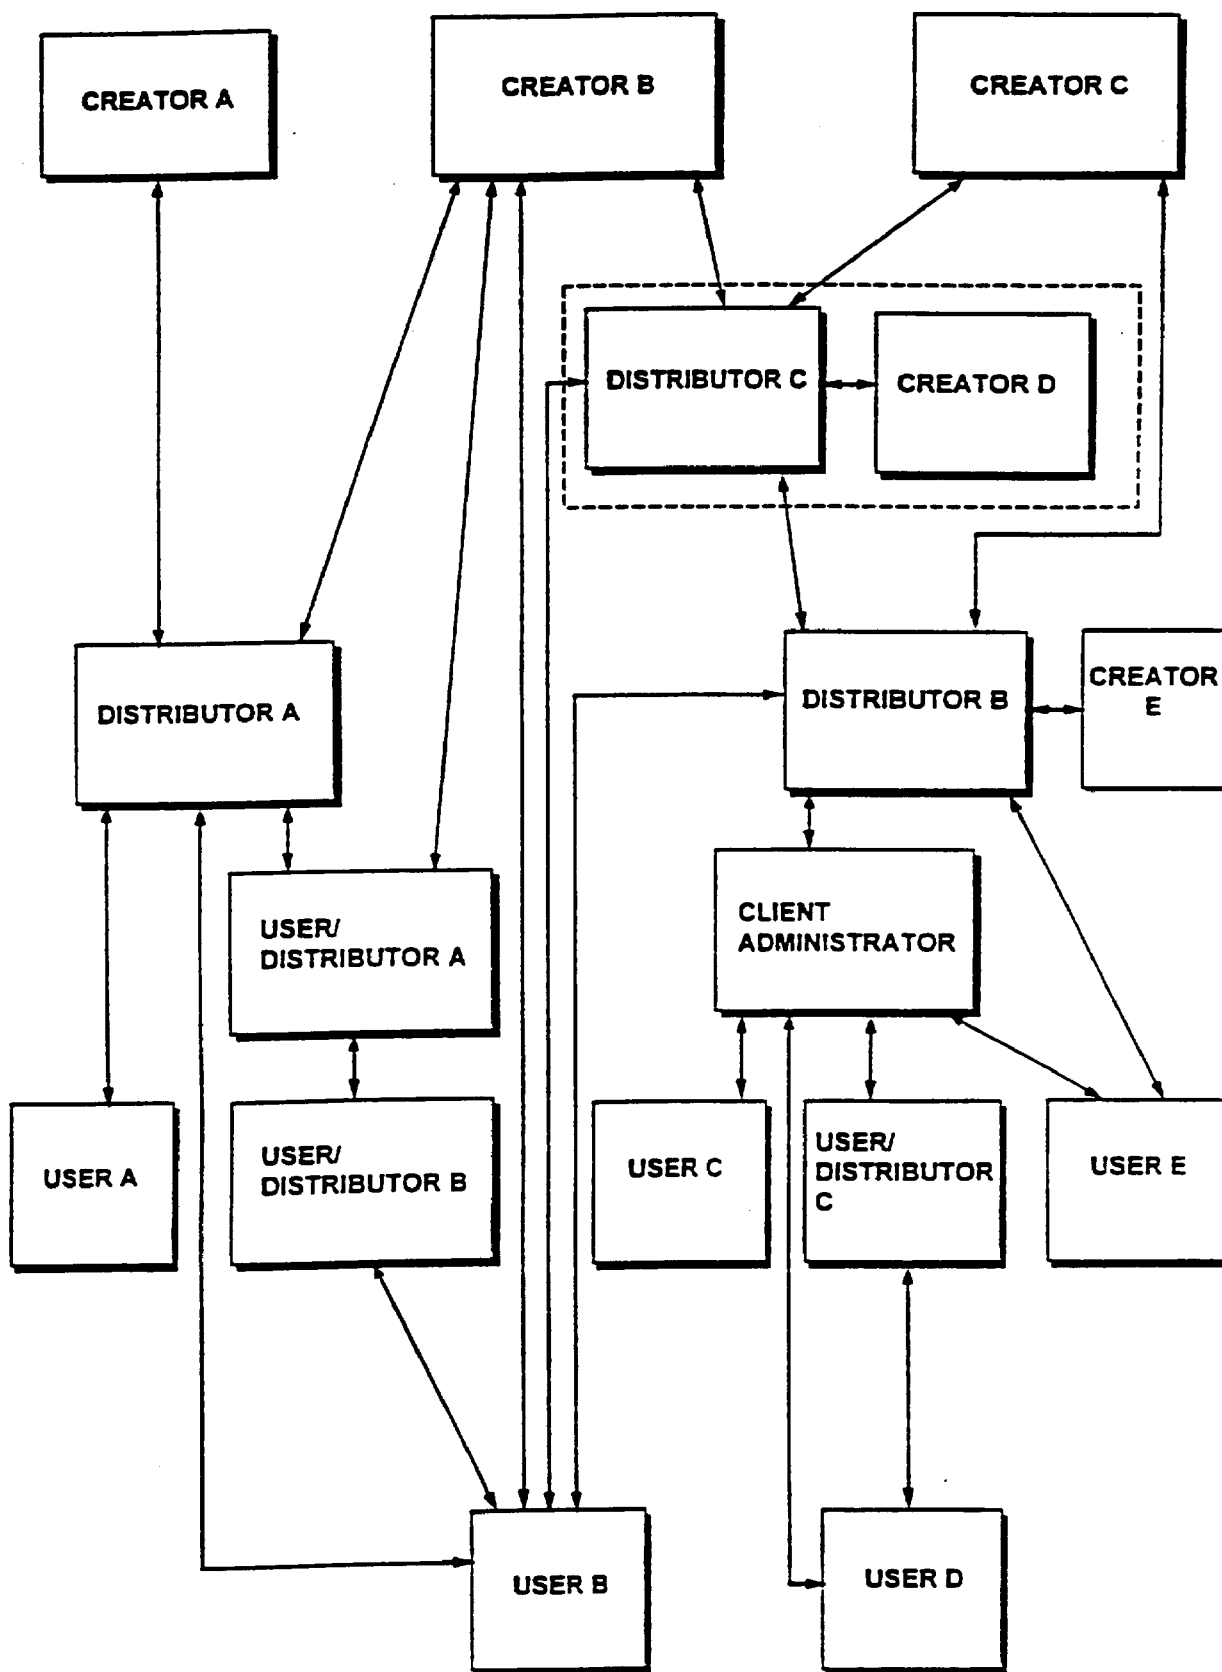 CREATOR A
CREATOR B
CREATOR C
DISTRIBUTOR C
CREATOR D
DISTRIBUTOR A
DISTRIBUTOR B
CREATOR
E
USER/
DISTRIBUTOR A
CLIENT
ADMINISTRATOR
USER A
USER/
DISTRIBUTOR B
USER C
USER/
DISTRIBUTOR
C
USER E
USER B
USER D